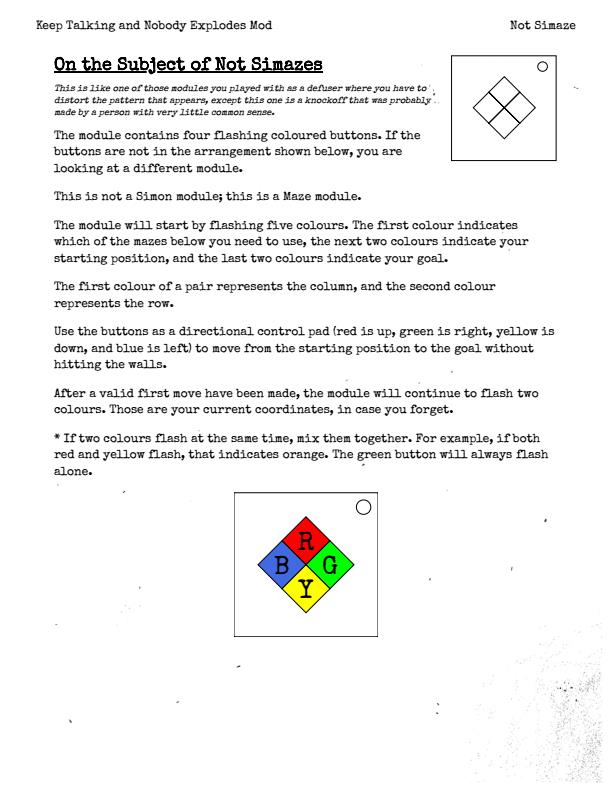 Keep Talking and Nobody Explodes Mod
Not Simaze
On the Subject of Not Simazes
This is like one of those modules you played with as a defuser where you have to
distort the pattern that appears, except this one is a knockoff that was probably
made by a person with very little common sense.
The module contains four flashing coloured buttons. If the
buttons are not in the arrangement shown below, you are
looking at a different module.
This is not a Simon module; this is a Maze module.
The module will start by flashing five colours. The first colour indicates
which of the mazes below you need to use, the next two colours indicate your
starting position, and the last two colours indicate your goal.
The first colour of a pair represents the column, and the second colour
represents the row.
Use the buttons as a directional control pad (red is up, green is right, yellow is
down, and blue is left) to move from the starting position to the goal without
hitting the walls.
After a valid first move have been made, the module will continue to flash two
colours. Those are your current coordinates, in case you forget.
* If two colours flash at the same time, mix them together. For example, if both
red and yellow flash, that indicates orange. The green button will always flash
alone.
R
B G
Y